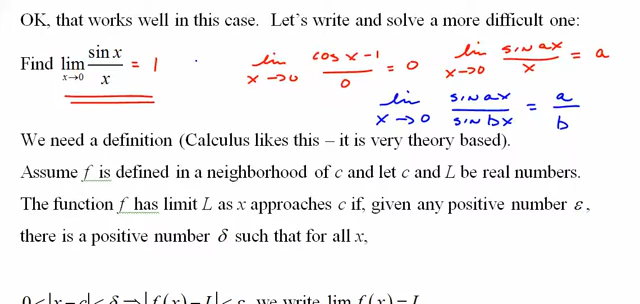 OK, that works well in this case. Let's write and solve a more difficult one:
Find lim x→0 sin x / x = 1
lim x→0 cos x - 1 / 0 = 0
lim x→0 sin ax / x = a
lim x→0 sin ax / sin bx = a / b
We need a definition (Calculus likes this – it is very theory based).
Assume f is defined in a neighborhood of c and let c and L be real numbers.
The function f has limit L as x approaches c if, given any positive number ε,
there is a positive number δ such that for all x,
0<|x – c|< δ ⇒|f(x) – L|< ε, we write lim f(x) = L